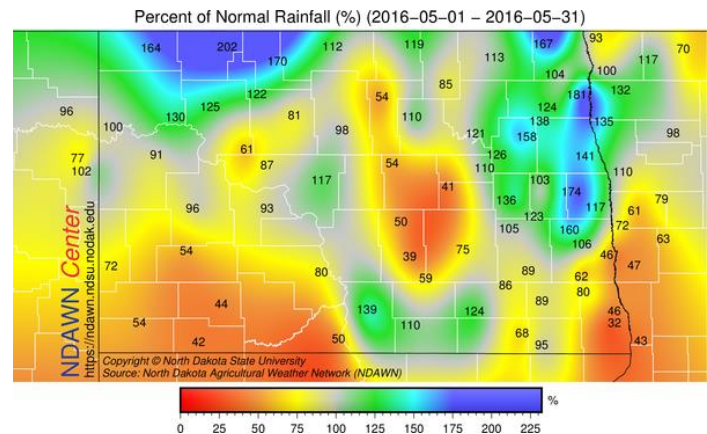 Percent of Normal Rainfall (%) (2016−05−01 − 2016−05−31)
93
164 202 112 119 167 70
170 113 117
85 104 100
122 54 181 132
96 125 124
130 81 110 138 135
100 98 121 158 98
61 126 141
77 91 87 54 110 110
102 117 41 103
136 174 79
96 93 50 123 117 61
105 160 72
54 39 75 106 63
72 80 46 47
59 89 62
86 80
44 139 124 89 46
54 110 32
42 50 68 95 43
NDAWN Center
https://ndawn.ndsu.nodak.edu
Copyright © North Dakota State University
Source: North Dakota Agricultural Weather Network (NDAWN)
%
0 25 50 75 100 125 150 175 200 225